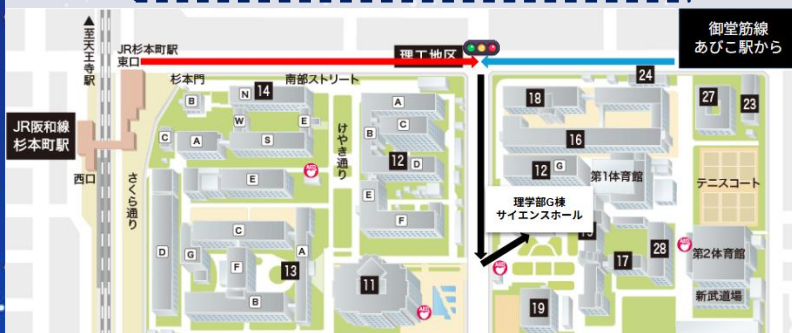 ▲至天王寺駅
JR杉本町駅
東口
理工地区
御堂筋線
あびこ駅から
杉本門
南部ストリート
24
B
N
14
A
18
27
23
W
E
B
C
JR阪和線
杉本町駅
C
A
S
けやき通り
16
12
D
12
G
第1体育館
テニスコート
西口
さくら通り
E
AED
E
理学部G棟
サイエンスホール
F
D
C
A
G
F
13
11
17
28
AED
第2体育館
AED
B
AED
19
新武道場